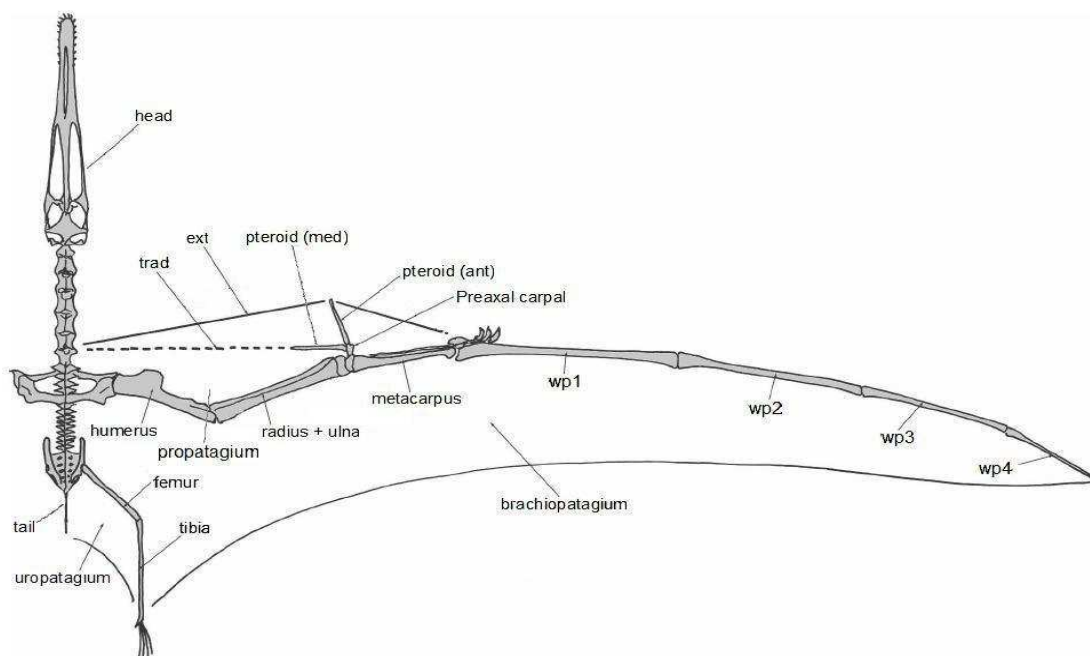 head
ext
pteroid (med)
trad
pteroid (ant)
Preaxal carpal
wp1
metacarpus
wp2
humerus
radius + ulna
wp3
propatagium
wp4
femur
brachiopatagium
tail
tibia
uropatagium